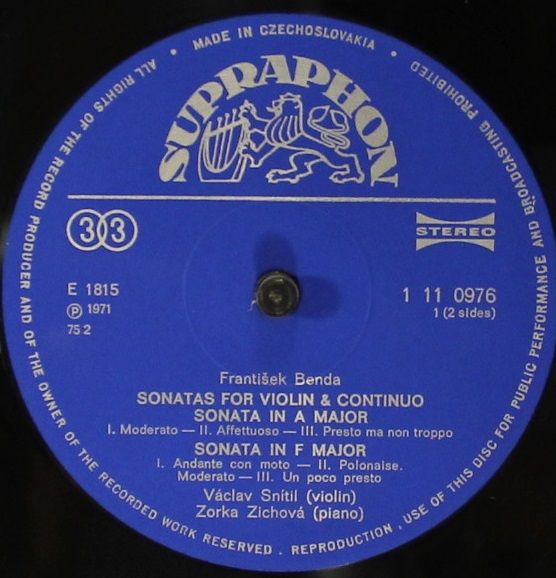 MADE IN CZECHOSLOVAKIA
ALL RIGHTS OF THE RECORD PRODUCER AND OF THE OWNER OF THE RECORDED WORK RESERVED . REPRODUCTION , USE OF THIS DISC FOR PUBLIC PERFORMANCE AND BROADCASTING PROHIBITED
SUPRAPHON
33
STEREO
E 1815
℗ 1971
75 2
1 11 0976
1 (2 sides)
František Benda
SONATAS FOR VIOLIN & CONTINUO
SONATA IN A MAJOR
I. Moderato — II. Affettuoso — III. Presto ma non troppo
SONATA IN F MAJOR
I. Andante con moto — II. Polonaise.
Moderato — III. Un poco presto
Václav Snítil (violin)
Zorka Zichová (piano)